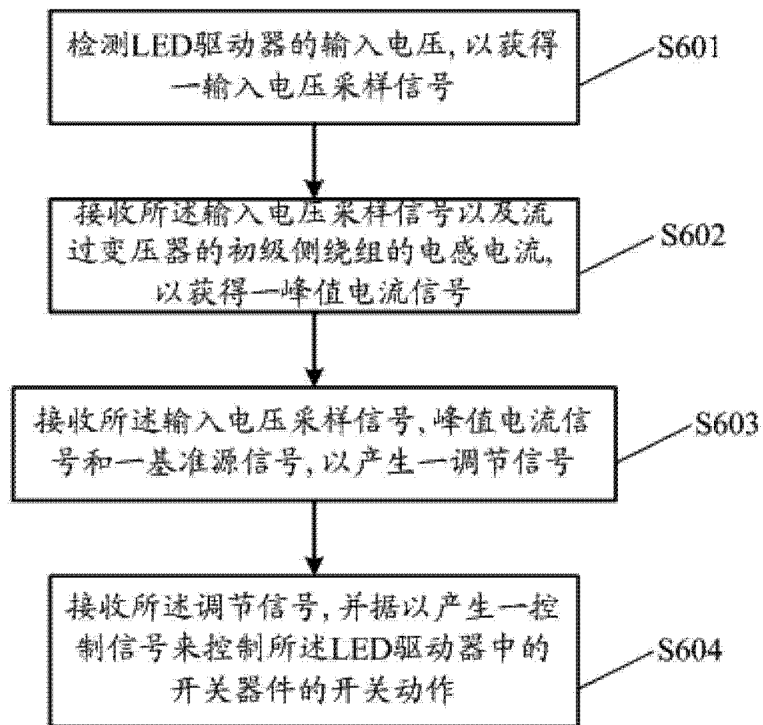 检测LED驱动器的输入电压,以获得
一输入电压采样信号
S601
接收所述输入电压采样信号以及流
过变压器的初级侧绕组的电感电流,
以获得一峰值电流信号
S602
接收所述输入电压采样信号,峰值电流信
号和一基准源信号,以产生一调节信号
S603
接收所述调节信号,并据以产生一控
制信号来控制所述LED驱动器中的
开关器件的开关动作
S604